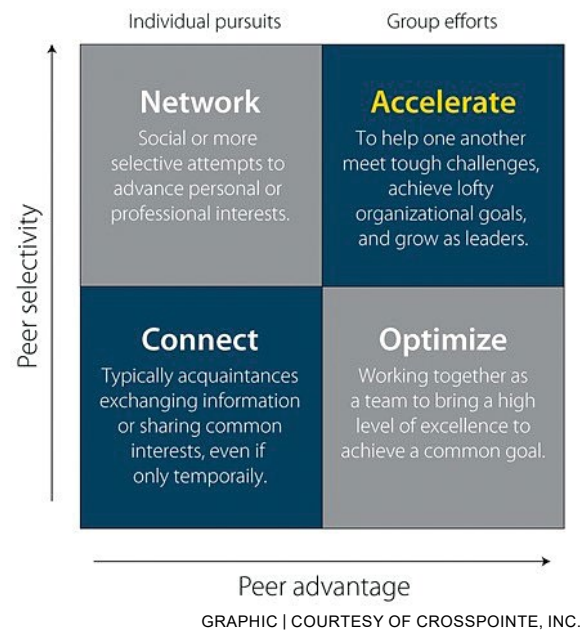 Individual pursuits
Group efforts
Network
Social or more
selective attempts to
advance personal or
professional interests.
Accelerate
To help one another
meet tough challenges,
achieve lofty
organizational goals,
and grow as leaders.
Peer selectivity
Connect
Typically acquaintances
exchanging information
or sharing common
interests, even if
only temporaily.
Optimize
Working together as
a team to bring a high
level of excellence to
achieve a common goal.
Peer advantage
GRAPHIC | COURTESY OF CROSSPOINTE, INC.